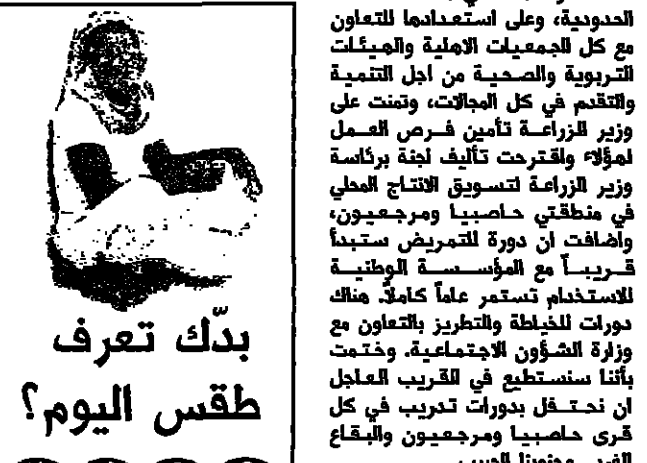 الحدودية، وعلى استعدادها للتعاون
مع كل الجمعيات الاهلية والهيئات
التربوية والصحية من اجل التنمية
والتقدم في كل المجالات، وتمنت على
وزير الزراعة تأمين فرص العمل
لهؤلاء واقترحت تأليف لجنة برئاسة
وزير الزراعة لتسويق الانتاج المحلي
في منطقتي حاصبيا ومرجعيون،
واضافت ان دورة للتمريض ستبدأ
قريباً مع المؤسسة الوطنية
للاستخدام تستمر عاماً كاملاً. هناك
دورات للخياطة والتطريز بالتعاون مع
وزارة الشؤون الاجتماعية. وختمت
بأننا سنستطيع في القريب العاجل
ان نحتفل بدورات تدريب في كل
قرى حاصبيا ومرجعيون والبقاع
بدّك تعرف
طقس اليوم؟